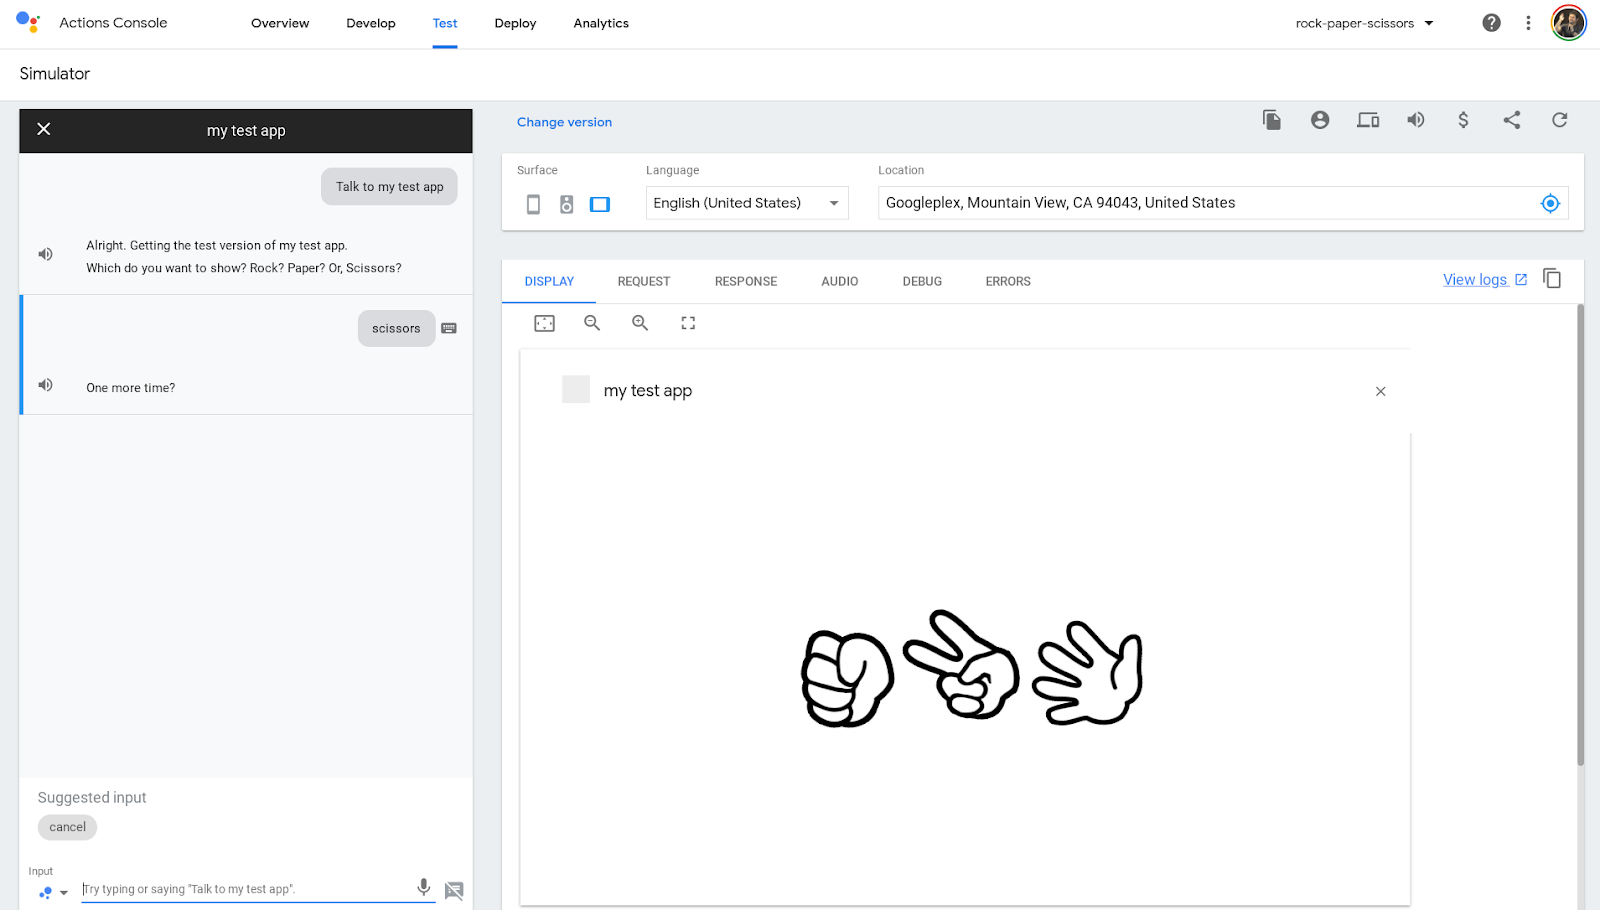 Actions Console
Overview
Develop
Test
Deploy
Analytics
rock-paper-scissors
Simulator
my test app
Talk to my test app
Alright. Getting the test version of my test app.
Which do you want to show? Rock? Paper? Or, Scissors?
scissors
One more time?
Suggested input
cancel
Input
Try typing or saying "Talk to my test app".
Change version
Surface
Language
Location
English (United States)
Googleplex, Mountain View, CA 94043, United States
DISPLAY
REQUEST
RESPONSE
AUDIO
DEBUG
ERRORS
View logs
my test app